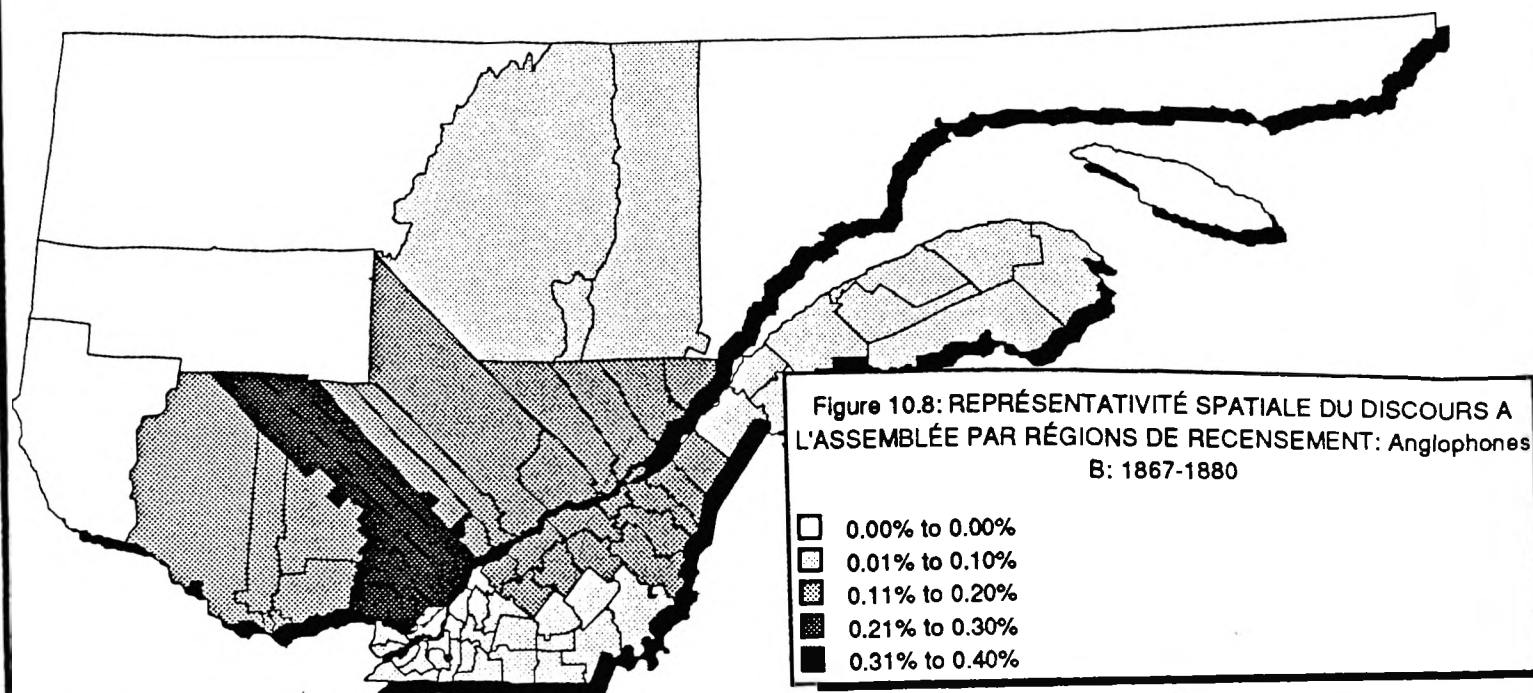 Figure 10.8: REPRÉSENTATIVITÉ SPATIALE DU DISCOURS A
L'ASSEMBLÉE PAR RÉGIONS DE RECENSEMENT: Anglophones
B: 1867-1880
0.00% to 0.00%
0.01% to 0.10%
0.11% to 0.20%
0.21% to 0.30%
0.31% to 0.40%